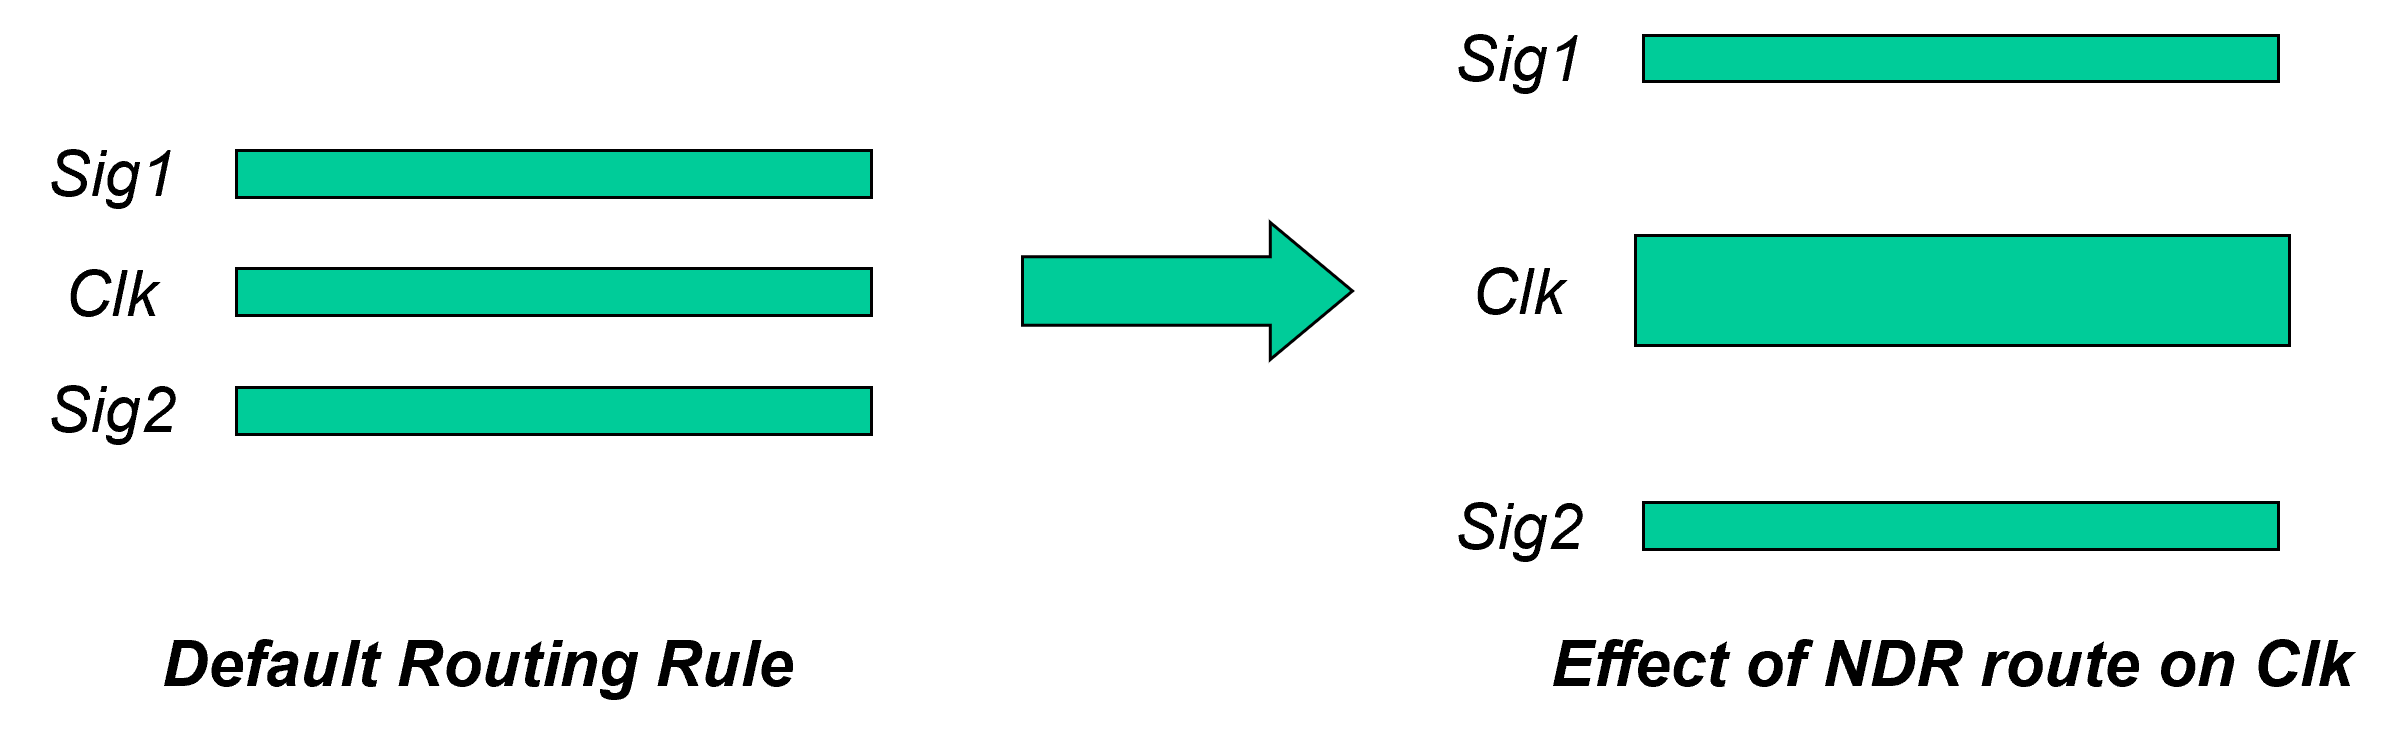 Sig1
Clk
Sig2
Default Routing Rule
Sig1
Clk
Sig2
Effect of NDR route on Clk